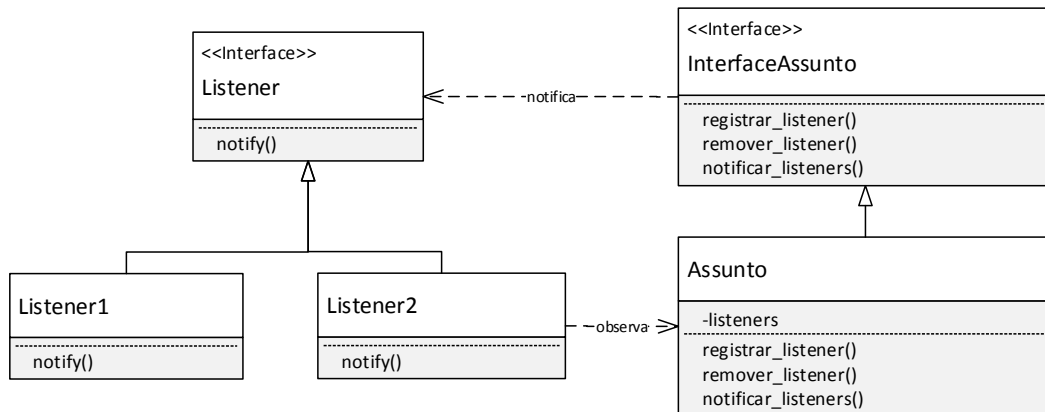 <<Interface>>
Listener
notify()
notifica
<<Interface>>
InterfaceAssunto
registrar_listener()
remover_listener()
notificar_listeners()
Listener1
notify()
Listener2
notify()
observa
Assunto
-listeners
registrar_listener()
remover_listener()
notificar_listeners()